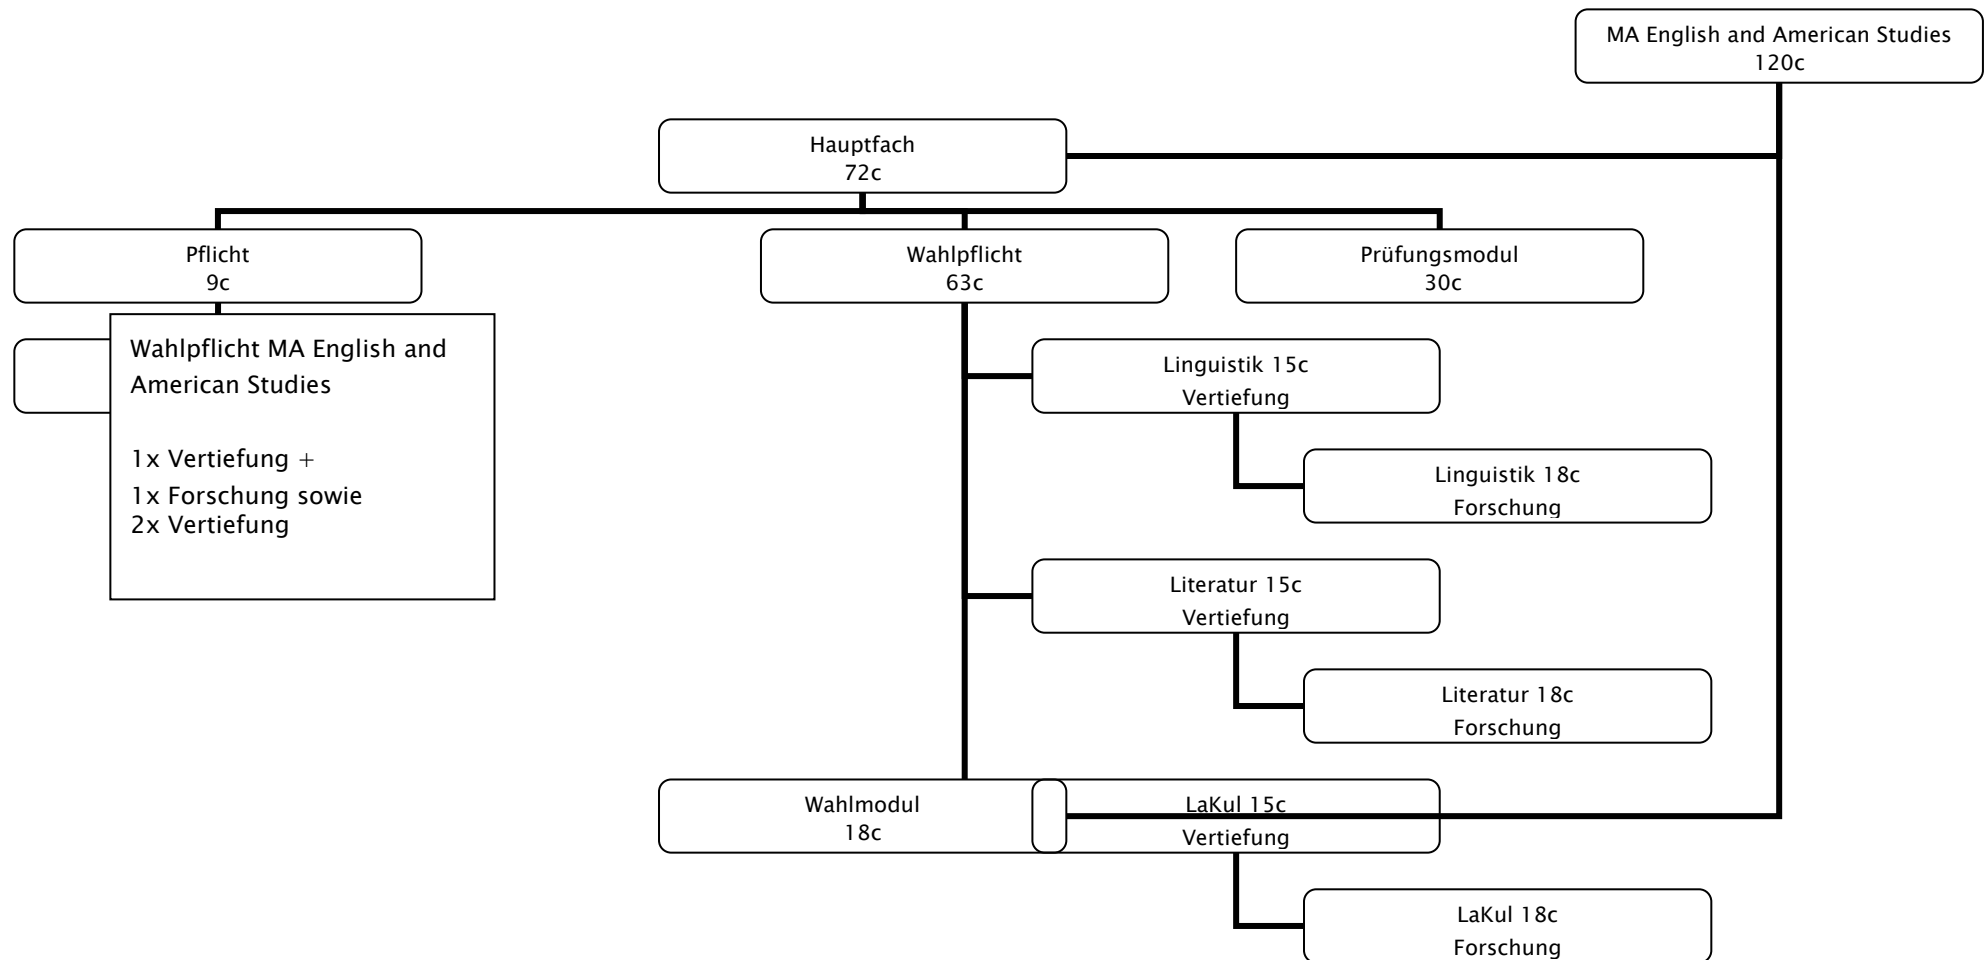 MA English and American Studies
120c
Hauptfach
72c
Pflicht
9c
Wahlpflicht
63c
Prüfungsmodul
30c
Wahlpflicht MA English and
American Studies
1x Vertiefung +
1x Forschung sowie
2x Vertiefung
Linguistik 15c
Vertiefung
Linguistik 18c
Forschung
Literatur 15c
Vertiefung
Literatur 18c
Forschung
Wahlmodul
18c
LaKul 15c
Vertiefung
LaKul 18c
Forschung